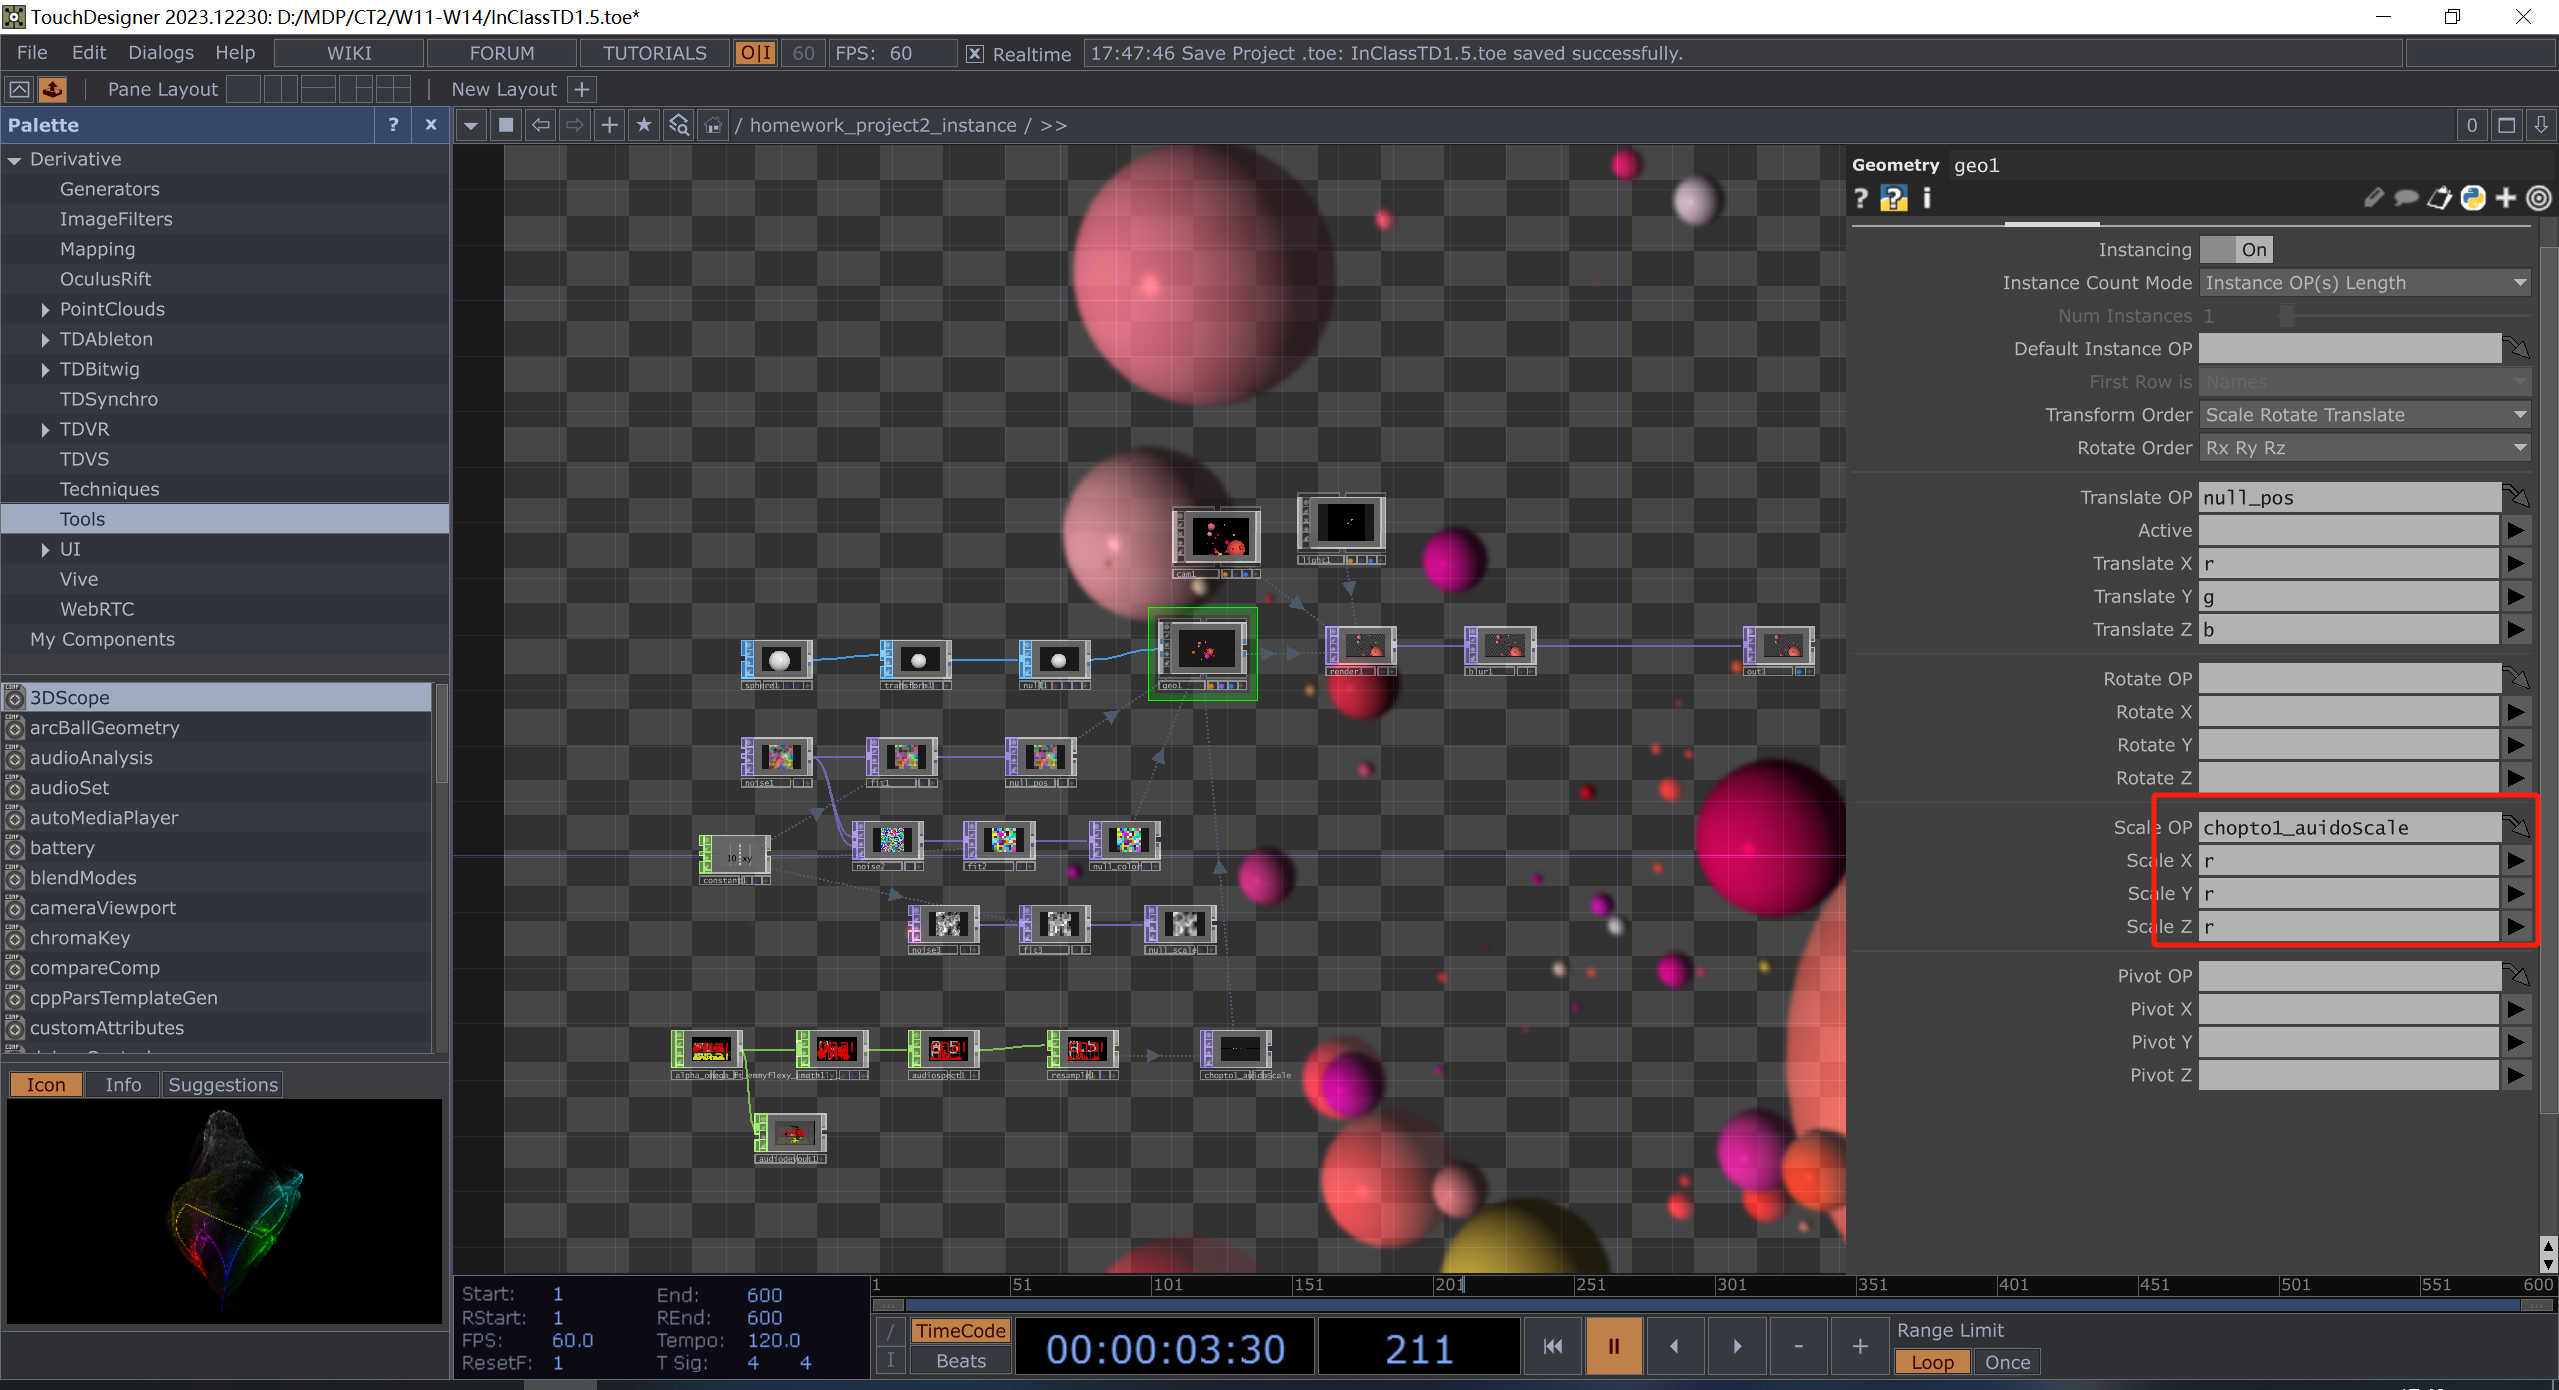 TouchDesigner 2023.12230: D:/MDP/CT2/W11-W14/InClassTD1.5.toe*
File Edit Dialogs Help WIKI FORUM TUTORIALS O|I 60 FPS: 60 Realtime 17:47:46 Save Project .toe: InClassTD1.5.toe saved successfully.
Pane Layout New Layout +
Palette ? x
/ homework_project2_instance / >> 0
Derivative
Generators
ImageFilters
Mapping
OculusRift
PointClouds
TDAbleton
TDBitwig
TDSynchro
TDVR
TDVS
Techniques
Tools
UI
Vive
WebRTC
My Components
3DScope
arcBallGeometry
audioAnalysis
audioSet
autoMediaPlayer
battery
blendModes
cameraViewport
chromaKey
compareComp
cppParsTemplateGen
customAttributes
Icon Info Suggestions
cam1
light1
sphere1
transform1
null1
geo1
render1
blur1
out1
noise1
fit1
null_pos
constant1
noise2
fit2
null_color
noise3
fit3
null_scale
math1
audiospect1
resample1
chopto1_auidoScale
audiodevout1
Geometry geo1
Instancing On
Instance Count Mode Instance OP(s) Length
Num Instances 1
Default Instance OP
First Row is Names
Transform Order Scale Rotate Translate
Rotate Order Rx Ry Rz
Translate OP null_pos
Active
Translate X r
Translate Y g
Translate Z b
Rotate OP
Rotate X
Rotate Y
Rotate Z
Scale OP chopto1_auidoScale
Scale X r
Scale Y r
Scale Z r
Pivot OP
Pivot X
Pivot Y
Pivot Z
Start: 1 End: 600
RStart: 1 REnd: 600
FPS: 60.0 Tempo: 120.0
ResetF: 1 T Sig: 4 4
1 51 101 151 201 251 301 351 401 451 501 551 600
TimeCode
Beats
00:00:03:30
211
- +
Range Limit
Loop Once